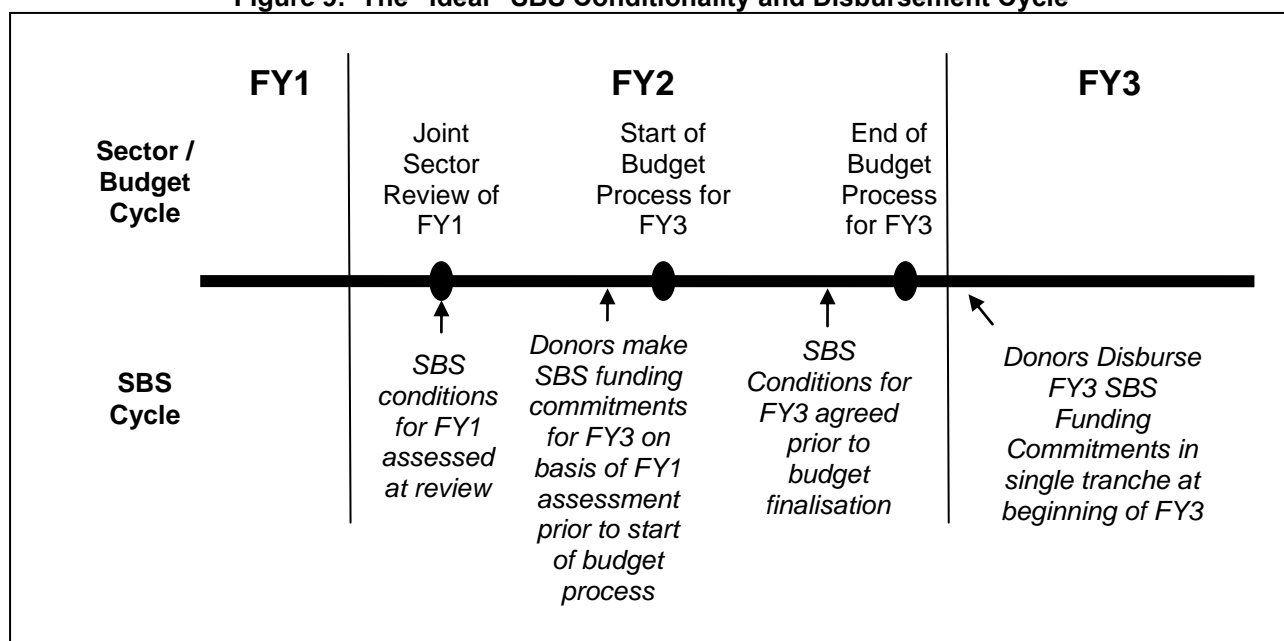 Figure The "Ideal" SBS Conditionality and Disbursement Cycle
FY1
FY2
FY3
Sector /
Budget
Cycle
Joint
Sector
Review of
FY1
Start of
Budget
Process for
FY3
End of
Budget
Process
for FY3
SBS
Cycle
SBS
conditions
for FY1
assessed
at review
Donors make
SBS funding
commitments
for FY3 on
basis of FY1
assessment
prior to start
of budget
process
SBS
Conditions for
FY3 agreed
prior to
budget
finalisation
Donors Disburse
FY3 SBS
Funding
Commitments in
single tranche at
beginning of FY3